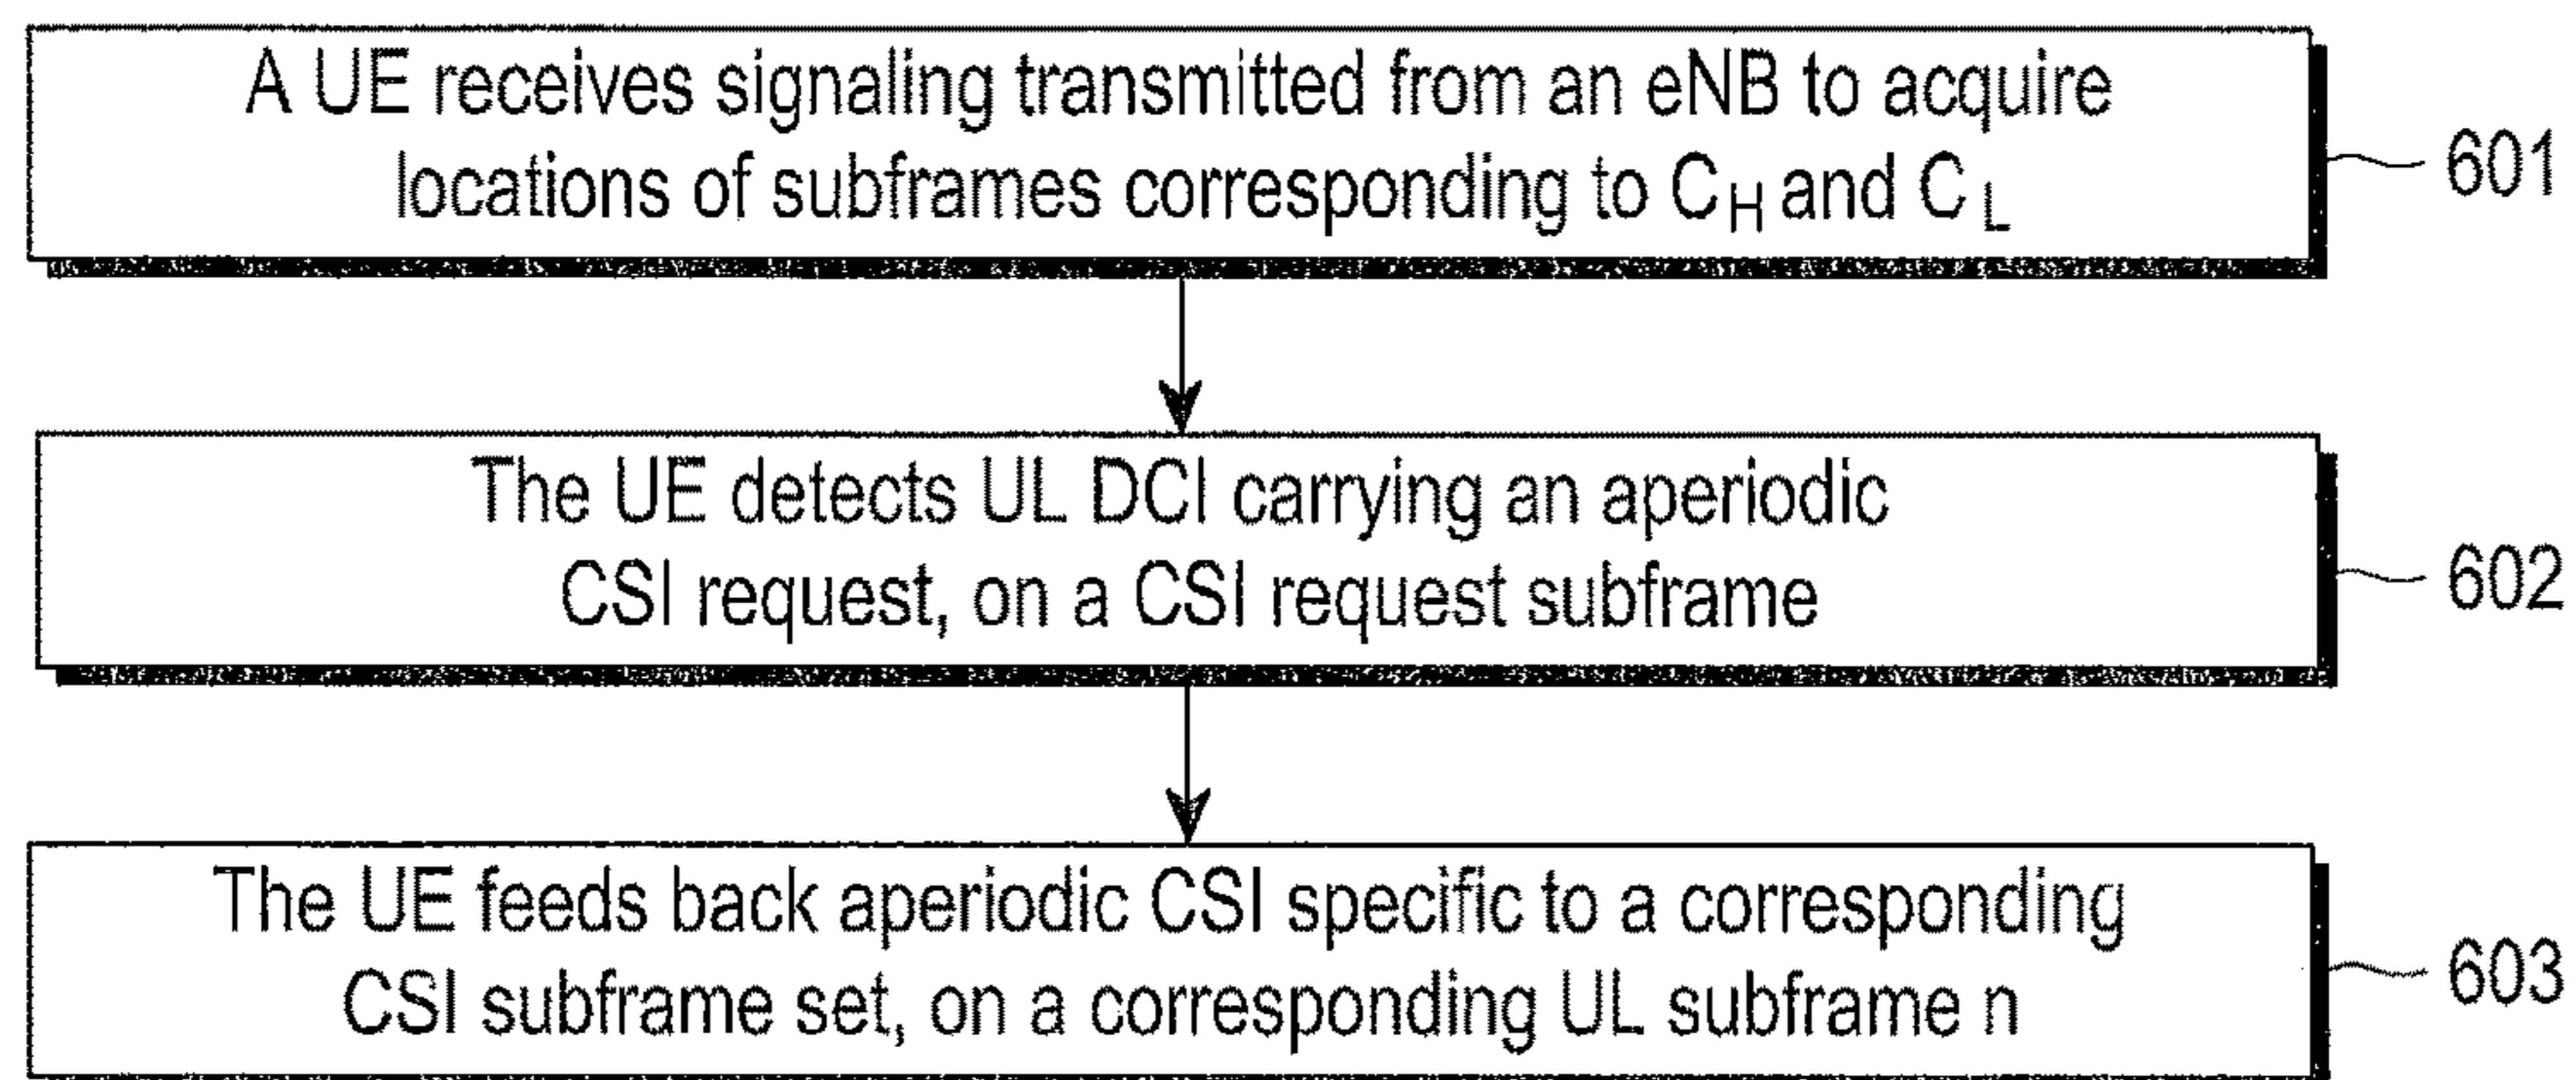 A UE receives signaling transmitted from an eNB to acquire
locations of subframes corresponding to C_H and C_L
601
The UE detects UL DCI carrying an aperiodic
CSI request, on a CSI request subframe
602
The UE feeds back aperiodic CSI specific to a corresponding
CSI subframe set, on a corresponding UL subframe n
603